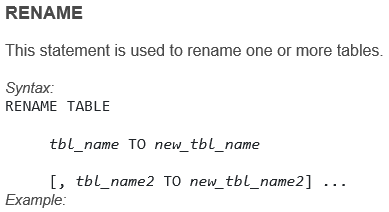 RENAME
This statement is used to rename one or more tables.
Syntax:
RENAME TABLE
tbl_name TO new_tbl_name
[, tbl_name2 TO new_tbl_name2] ...
Example: